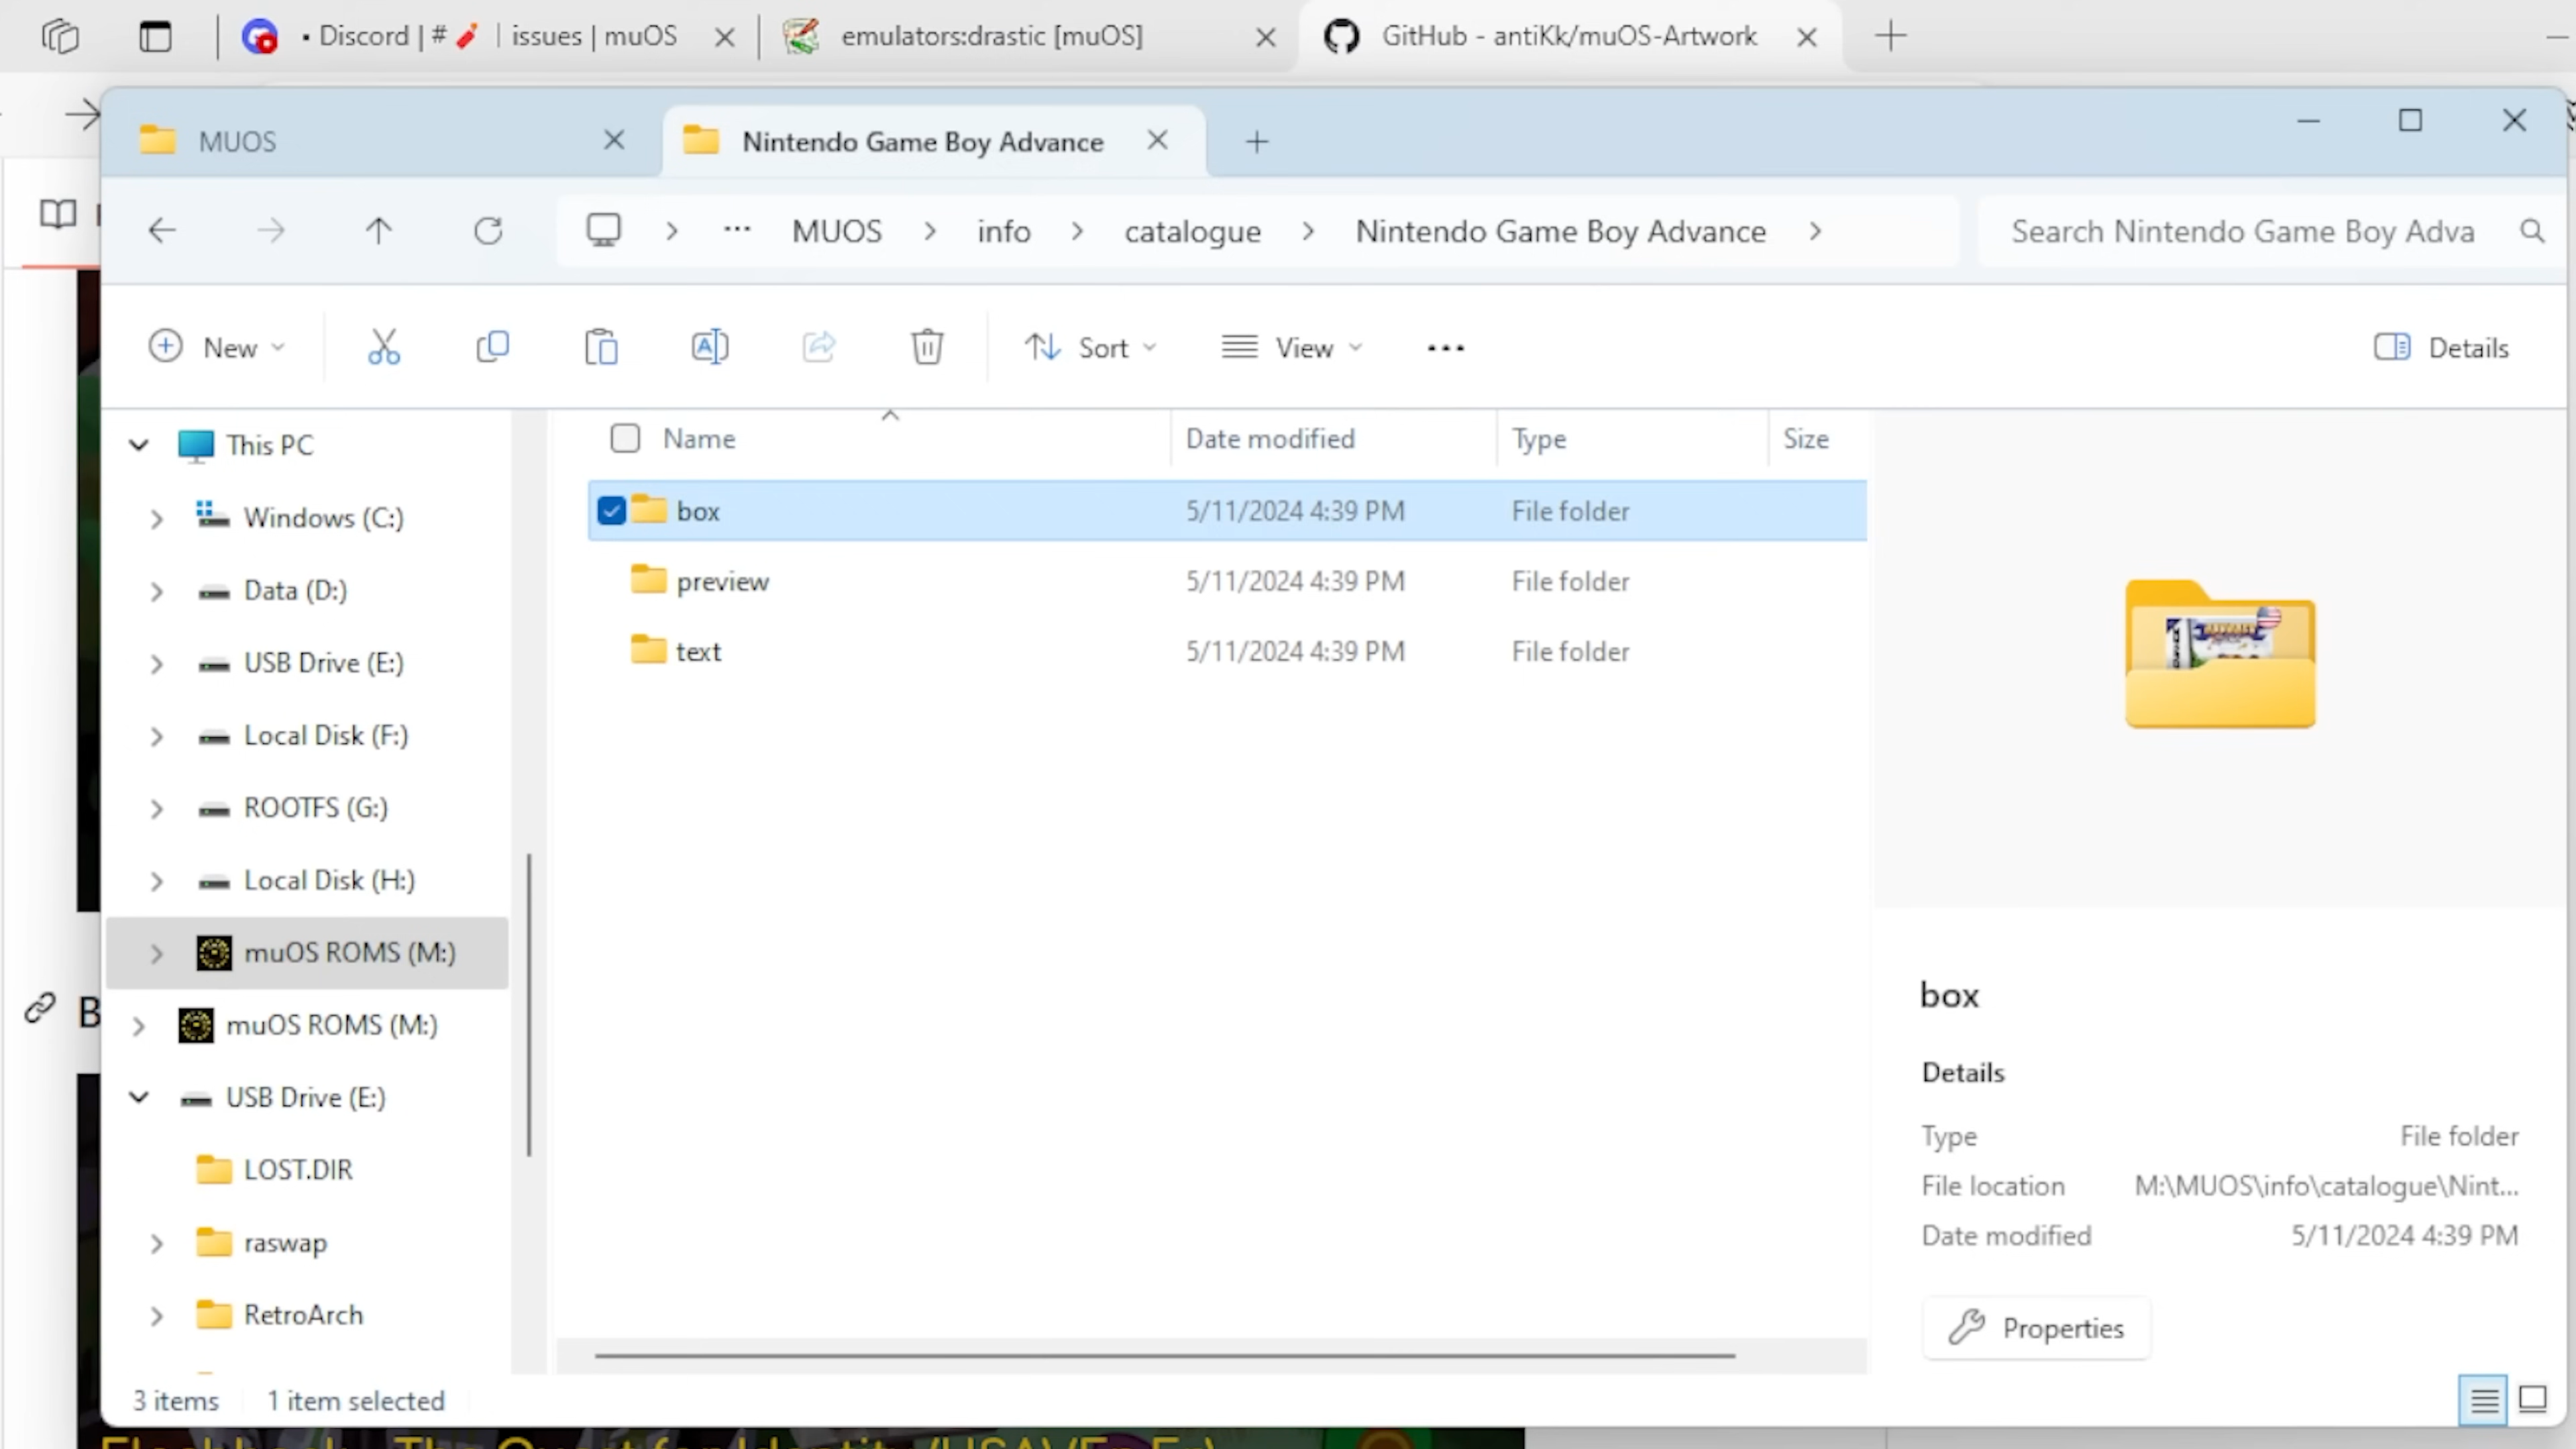 Discord | # | issues | muOS
emulators:drastic [muOS]
GitHub - antiKk/muOS-Artwork
MUOS
Nintendo Game Boy Advance
MUOS > info > catalogue > Nintendo Game Boy Advance >
Search Nintendo Game Boy Adva
New
Sort
View
Details
This PC
Windows (C:)
Data (D:)
USB Drive (E:)
Local Disk (F:)
ROOTFS (G:)
Local Disk (H:)
muOS ROMS (M:)
muOS ROMS (M:)
USB Drive (E:)
LOST.DIR
raswap
RetroArch
Name Date modified Type Size
box 5/11/2024 4:39 PM File folder
preview 5/11/2024 4:39 PM File folder
text 5/11/2024 4:39 PM File folder
box
Details
Type File folder
File location M:\MUOS\info\catalogue\Nint...
Date modified 5/11/2024 4:39 PM
Properties
B
3 items 1 item selected